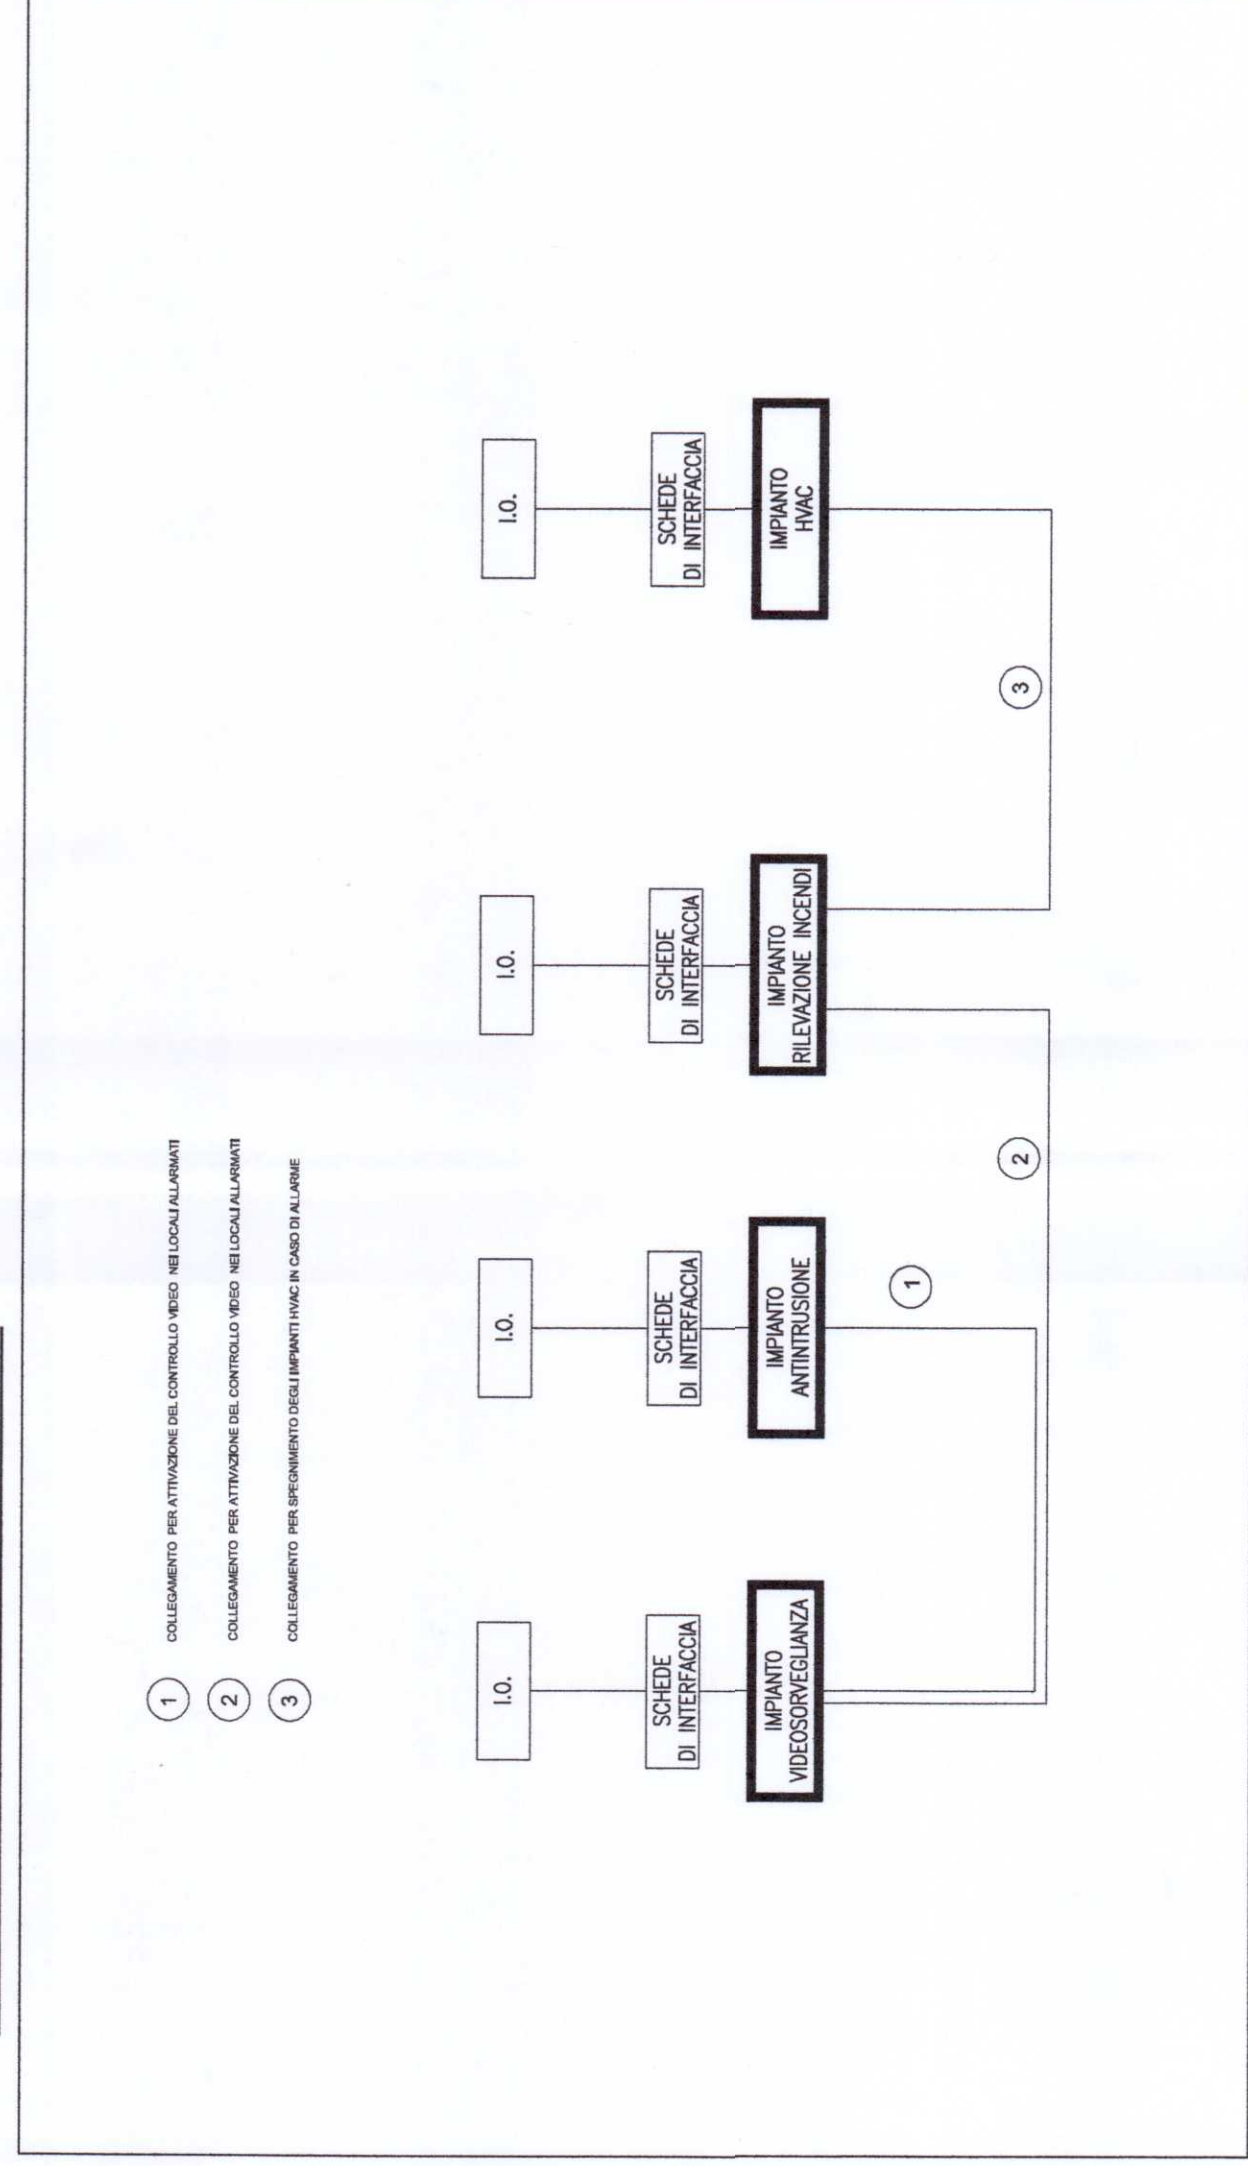 1 COLLEGAMENTO PER ATTIVAZIONE DEL CONTROLLO VIDEO NEI LOCALI ALLARMATI
2 COLLEGAMENTO PER ATTIVAZIONE DEL CONTROLLO VIDEO NEI LOCALI ALLARMATI
3 COLLEGAMENTO PER SPEGNIMENTO DEGLI IMPIANTI HVAC IN CASO DI ALLARME
I.O.
I.O.
I.O.
I.O.
SCHEDE
DI INTERFACCIA
SCHEDE
DI INTERFACCIA
SCHEDE
DI INTERFACCIA
SCHEDE
DI INTERFACCIA
IMPIANTO
VIDEOSORVEGLIANZA
IMPIANTO
ANTINTRUSIONE
IMPIANTO
RILEVAZIONE INCENDI
IMPIANTO
HVAC
1
2
3